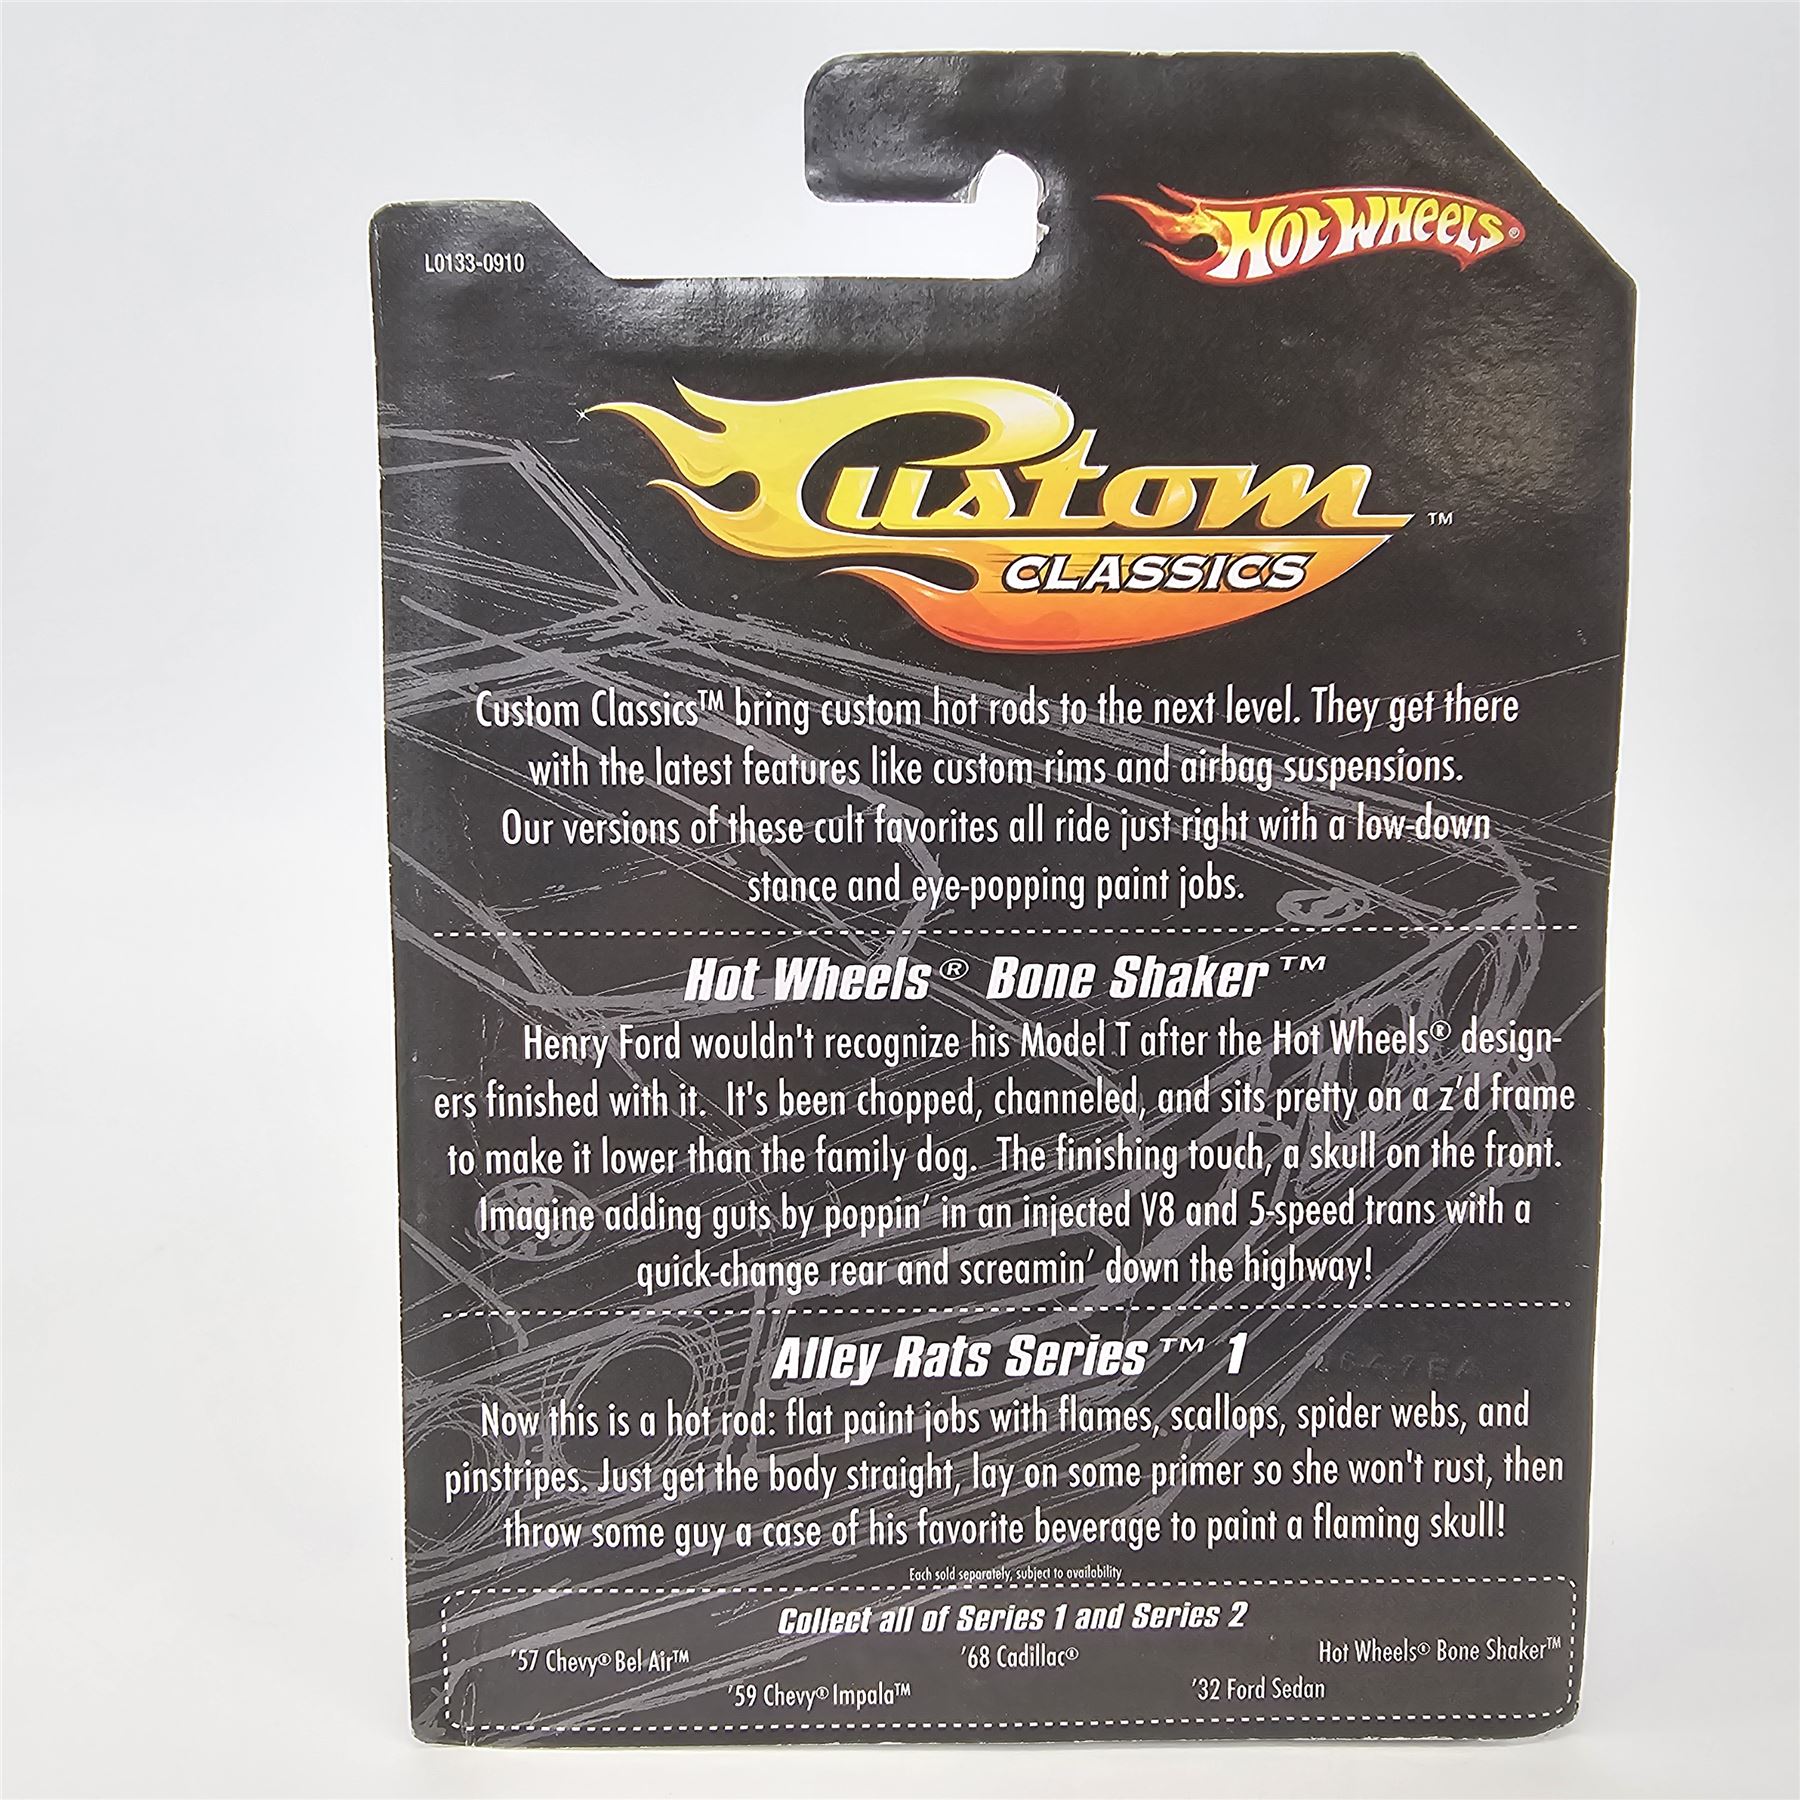 L0133-0910
HOT WHEELS®
Custom ™
CLASSICS
Custom Classics™ bring custom hot rods to the next level. They get there
with the latest features like custom rims and airbag suspensions.
Our versions of these cult favorites all ride just right with a low-down
stance and eye-popping paint jobs.
Hot Wheels® Bone Shaker™
Henry Ford wouldn't recognize his Model T after the Hot Wheels® design-
ers finished with it. It's been chopped, channeled, and sits pretty on a z'd frame
to make it lower than the family dog. The finishing touch, a skull on the front.
Imagine adding guts by poppin' in an injected V8 and 5-speed trans with a
quick-change rear and screamin' down the highway!
Alley Rats Series™ 1
Now this is a hot rod: flat paint jobs with flames, scallops, spider webs, and
pinstripes. Just get the body straight, lay on some primer so she won't rust, then
throw some guy a case of his favorite beverage to paint a flaming skull!
Each sold separately, subject to availability
Collect all of Series 1 and Series 2
'57 Chevy® Bel Air™ '68 Cadillac® Hot Wheels® Bone Shaker™
'59 Chevy® Impala™ '32 Ford Sedan